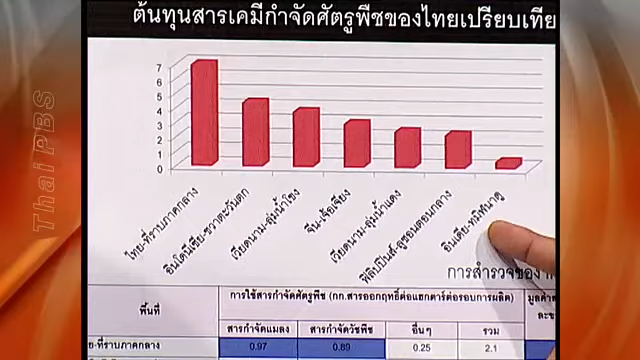 ต้นทุนสารเคมีกำจัดศัตรูพืชของไทยเปรียบเทีย
Thai PBS
7
6
5
4
3
2
1
0
ไทย-ที่ราบภาคกลาง
อินโดนีเซีย-ชวาตะวันตก
เวียดนาม-ลุ่มน้ำโขง
จีน-เจ้อเจียง
เวียดนาม-ลุ่มน้ำแดง
ฟิลิปปินส์-ลูซอนตอนกลาง
อินเดีย-ทมิฬนาดู
การสำรวจของ
พื้นที่
การใช้สารกำจัดศัตรูพืช (กก.สารออกฤทธิ์ต่อแฮกตาร์ต่อรอบการผลิต)
สารกำจัดแมลง
สารกำจัดวัชพืช
อื่นๆ
รวม
ย-ที่ราบภาคกลาง
0.97
0.89
0.25
2.1